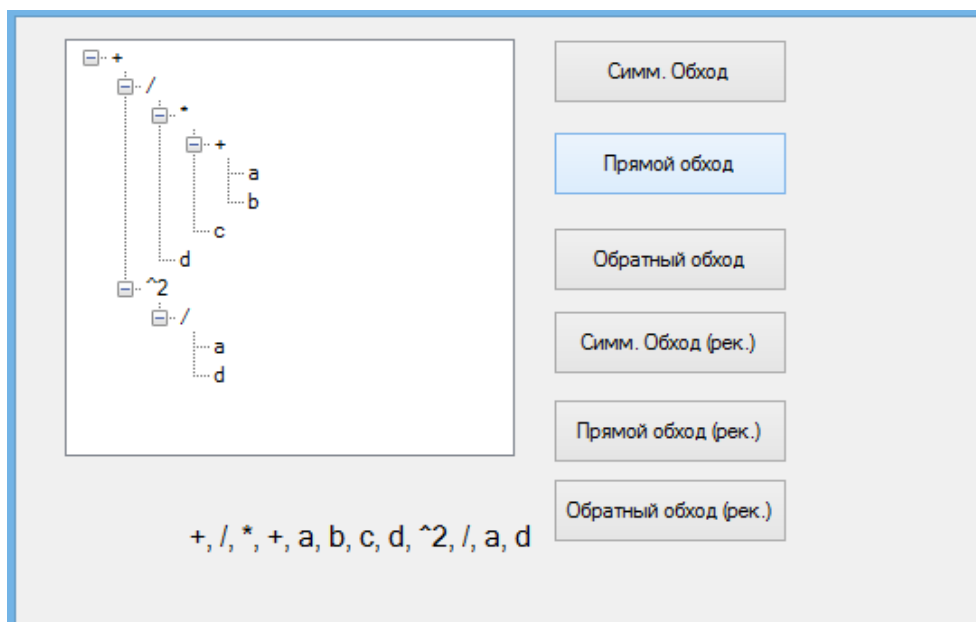 +
/
*
+
a
b
c
d
^2
/
a
d
Симм. Обход
Прямой обход
Обратный обход
Симм. Обход (рек.)
Прямой обход (рек.)
Обратный обход (рек.)
+, /, *, +, a, b, c, d, ^2, /, a, d